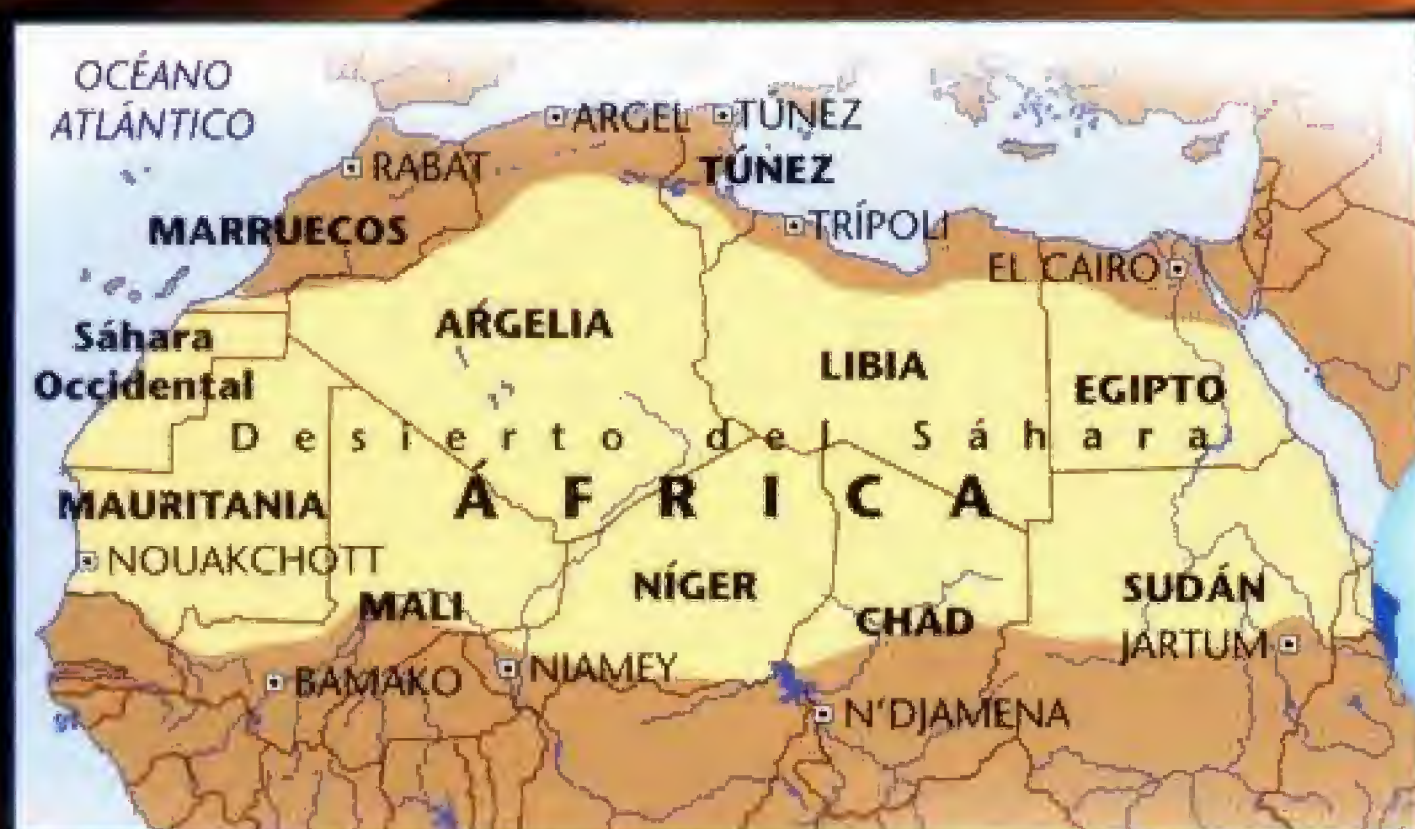 OCÉANO
ATLÁNTICO
ARGEL
TÚNEZ
RABAT
TÚNEZ
MARRUECOS
TRÍPOLI
EL CAIRO
Sáhara
Occidental
ARGELIA
LIBIA
EGIPTO
Desierto del Sáhara
ÁFRICA
MAURITANIA
NOUAKCHOTT
MALI
NÍGER
CHAD
SUDÁN
JARTUM
BAMAKO
NIAMEY
N'DJAMENA